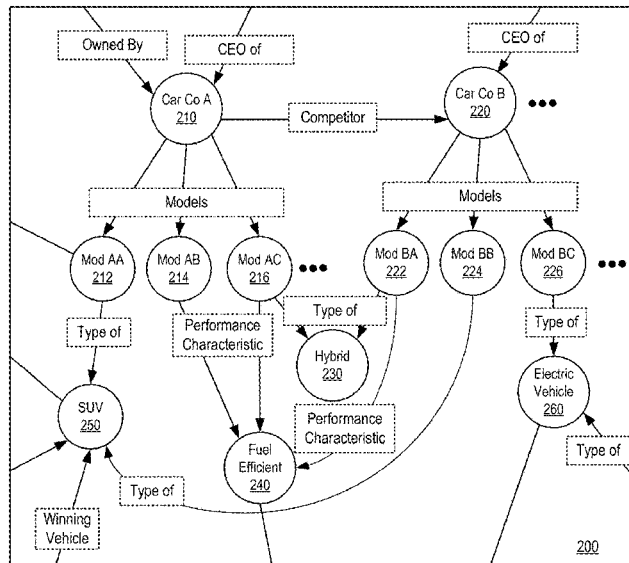 Owned By
CEO of
CEO of
Car Co A
210
Car Co B
220
Competitor
Models
Models
Mod AA
212
Mod AB
214
Mod AC
216
Mod BA
222
Mod BB
224
Mod BC
226
Type of
Performance
Characteristic
Type of
Type of
Hybrid
230
SUV
250
Electric
Vehicle
260
Performance
Characteristic
Fuel
Efficient
240
Type of
Type of
Winning
Vehicle
200